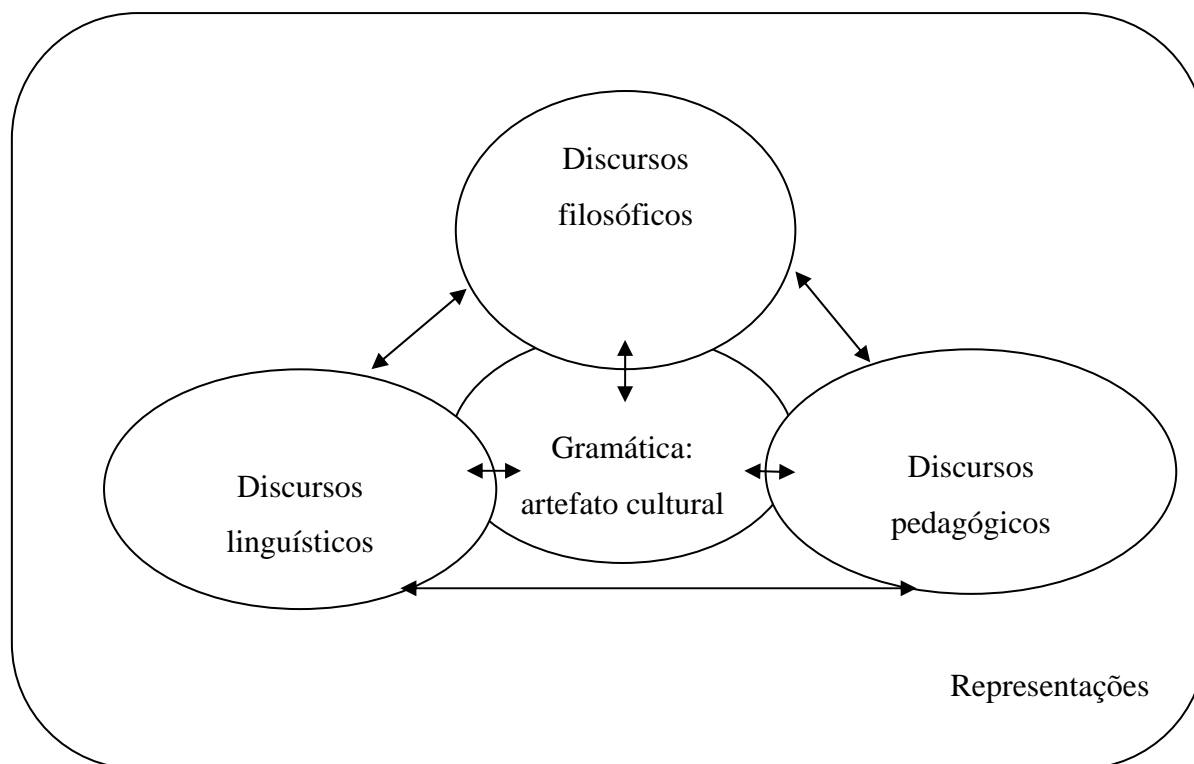 Discursos
filosóficos
Gramática:
artefato cultural
Discursos
linguísticos
Discursos
pedagógicos
Representações